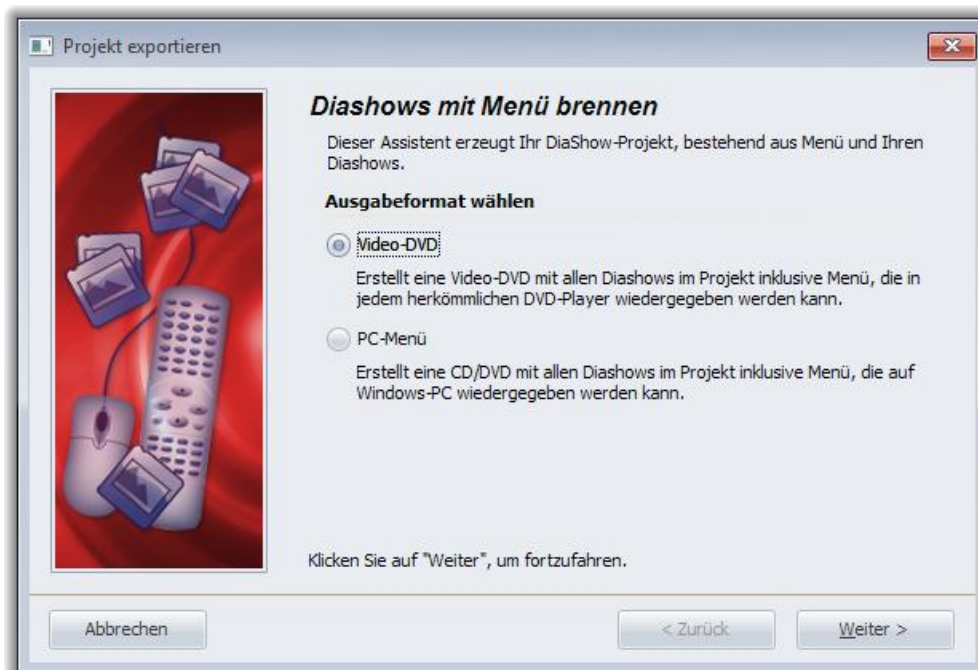 Projekt exportieren
Diashows mit Menü brennen
Dieser Assistent erzeugt Ihr DiaShow-Projekt, bestehend aus Menü und Ihren
Diashows.
Ausgabeformat wählen
Video-DVD
Erstellt eine Video-DVD mit allen Diashows im Projekt inklusive Menü, die in
jedem herkömmlichen DVD-Player wiedergegeben werden kann.
PC-Menü
Erstellt eine CD/DVD mit allen Diashows im Projekt inklusive Menü, die auf
Windows-PC wiedergegeben werden kann.
Klicken Sie auf "Weiter", um fortzufahren.
Abbrechen
< Zurück
Weiter >